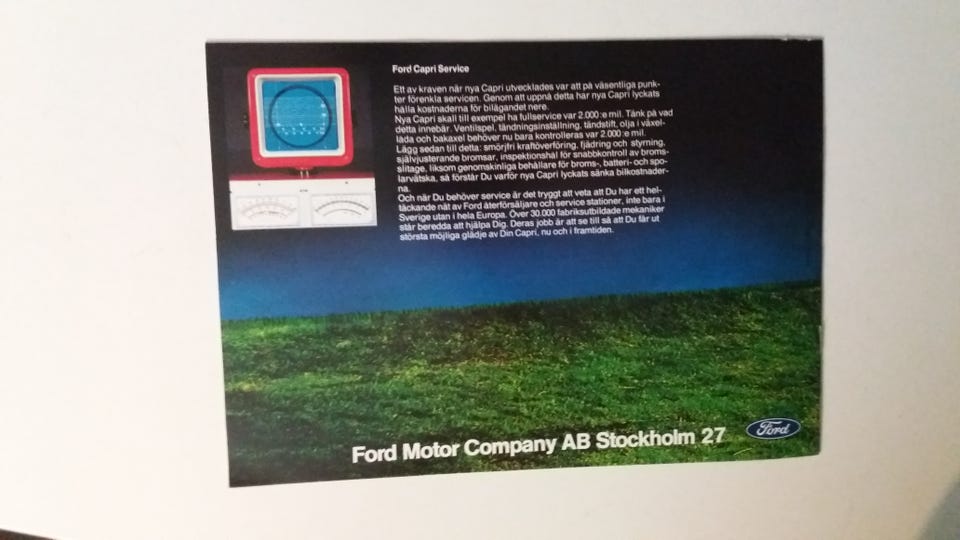 Ford Capri Service
Ett av kraven när nya Capri utvecklades var att på väsentliga punk-
ter förenkla servicen. Genom att uppnå detta har nya Capri lyckats
hålla kostnaderna för bilägandet nere.
Nya Capri skall till exempel ha fullservice var 2.000:e mil. Tänk på vad
detta innebär. Ventilspel, tändningsinställning, tändstift, olja i växel-
låda och bakaxel behöver nu bara kontrolleras var 2.000:e mil.
Lägg sedan till detta: smörjfri kraftöverföring, fjädring och styrning,
självjusterande bromsar, inspektionshål för snabbkontroll av broms-
slitage, liksom genomskinliga behållare för broms-, batteri- och spo-
larvätska, så förstår Du varför nya Capri lyckats sänka bilkostnader-
na.
Och när Du behöver service är det tryggt att veta att Du har ett hel-
täckande nät av Ford återförsäljare och service stationer, inte bara i
Sverige utan i hela Europa. Över 30.000 fabriksutbildade mekaniker
står beredda att hjälpa Dig. Deras jobb är att se till så att Du får ut
största möjliga glädje av Din Capri, nu och i framtiden.
Ford Motor Company AB Stockholm 27
Ford